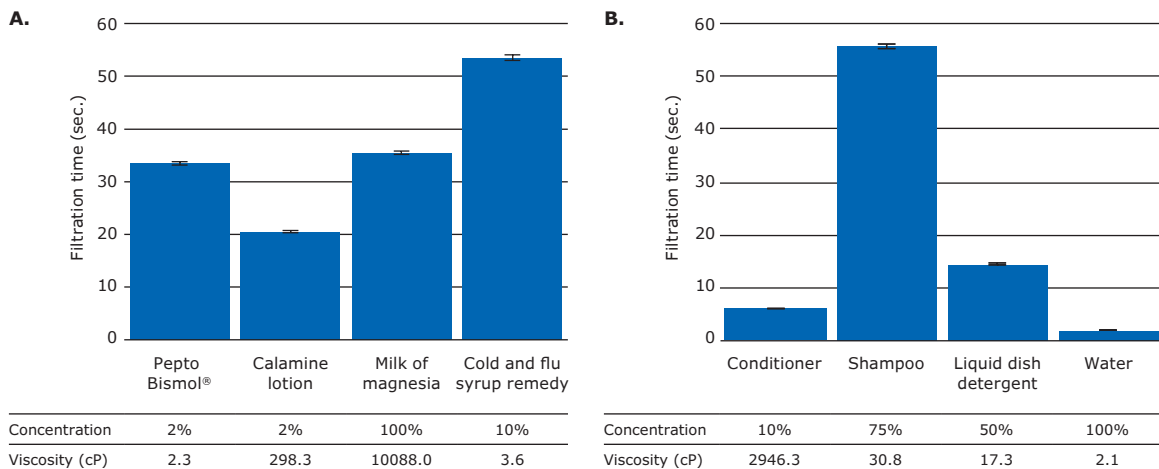 A.
Filtration time (sec.)
60
50
40
30
20
10
0
Pepto
Bismol®
Calamine
lotion
Milk of
magnesia
Cold and flu
syrup remedy
Concentration 2% 2% 100% 10%
Viscosity (cP) 2.3 298.3 10088.0 3.6
B.
Filtration time (sec.)
60
50
40
30
20
10
0
Conditioner
Shampoo
Liquid dish
detergent
Water
Concentration 10% 75% 50% 100%
Viscosity (cP) 2946.3 30.8 17.3 2.1